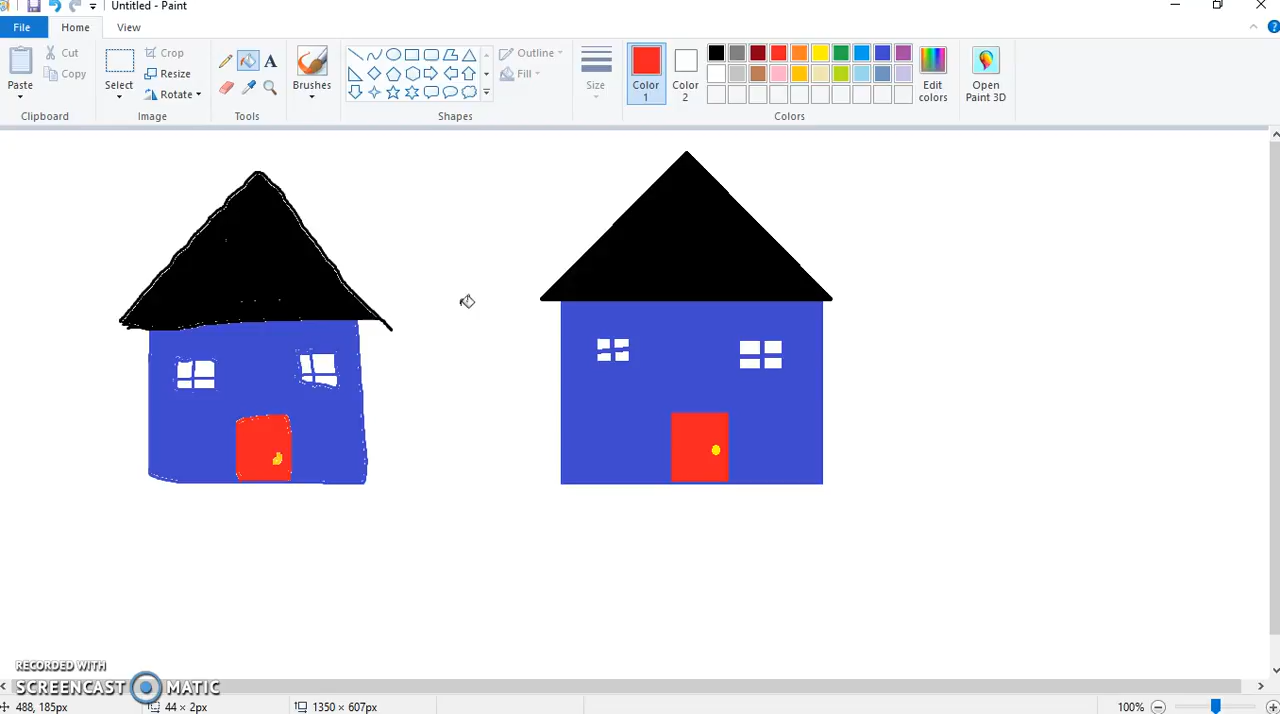 Untitled - Paint
File Home View
Paste
Cut
Copy
Clipboard
Select
Crop
Resize
Rotate
Image
A
Tools
Brushes
Outline
Fill
Shapes
Size
Color 1
Color 2
Edit colors
Colors
Open Paint 3D
RECORDED WITH
SCREENCAST MATIC
488, 185px 44 × 2px 1350 × 607px 100%